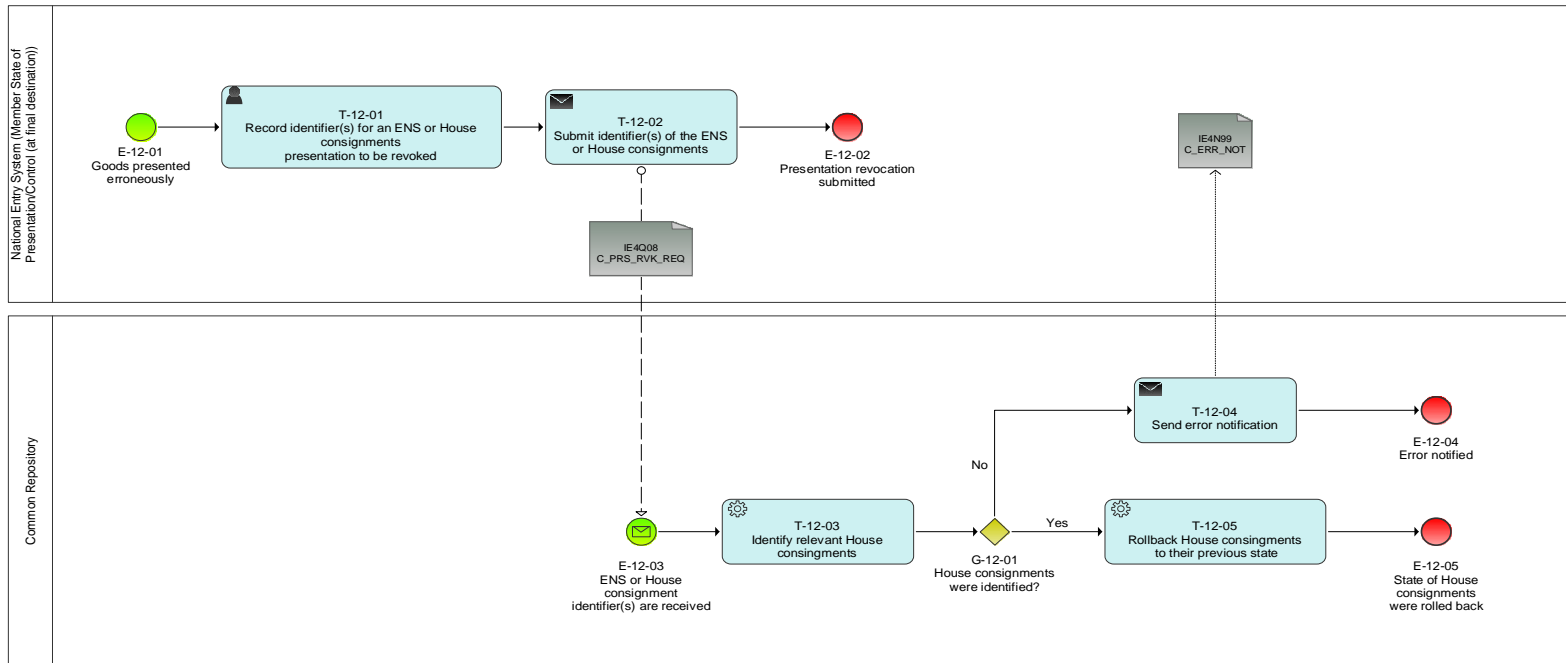 National Entry System (Member State of
Presentation/Control (at final destination))
E-12-01
Goods presented
erroneously
T-12-01
Record identifier(s) for an ENS or House
consignments
presentation to be revoked
T-12-02
Submit identifier(s) of the ENS
or House consignments
E-12-02
Presentation revocation
submitted
IE4N99
C_ERR_NOT
IE4Q08
C_PRS_RVK_REQ
Common Repository
T-12-04
Send error notification
E-12-04
Error notified
No
E-12-03
ENS or House
consignment
identifier(s) are received
T-12-03
Identify relevant House
consingments
G-12-01
House consignments
were identified?
Yes
T-12-05
Rollback House consingments
to their previous state
E-12-05
State of House
consignments
were rolled back